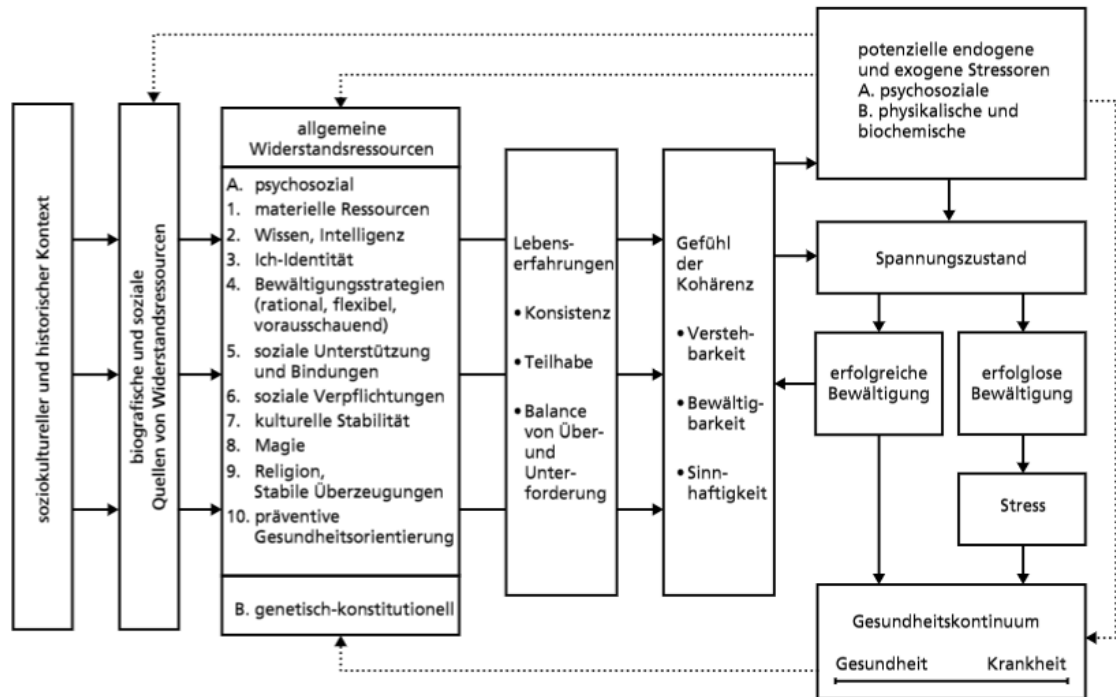 soziokultureller und historischer Kontext
biografische und soziale
Quellen von Widerstandsressourcen
allgemeine
Widerstandsressourcen
A. psychosozial
1. materielle Ressourcen
2. Wissen, Intelligenz
3. Ich-Identität
4. Bewältigungsstrategien
(rational, flexibel,
vorausschauend)
5. soziale Unterstützung
und Bindungen
6. soziale Verpflichtungen
7. kulturelle Stabilität
8. Magie
9. Religion,
Stabile Überzeugungen
10. präventive
Gesundheitsorientierung
B. genetisch-konstitutionell
Lebens-
erfahrungen
• Konsistenz
• Teilhabe
• Balance
von Über-
und
Unter-
forderung
Gefühl
der
Kohärenz
• Versteh-
barkeit
• Bewältig-
barkeit
• Sinn-
haftigkeit
potenzielle endogene
und exogene Stressoren
A. psychosoziale
B. physikalische und
biochemische
Spannungszustand
erfolgreiche
Bewältigung
erfolglose
Bewältigung
Stress
Gesundheitskontinuum
Gesundheit Krankheit